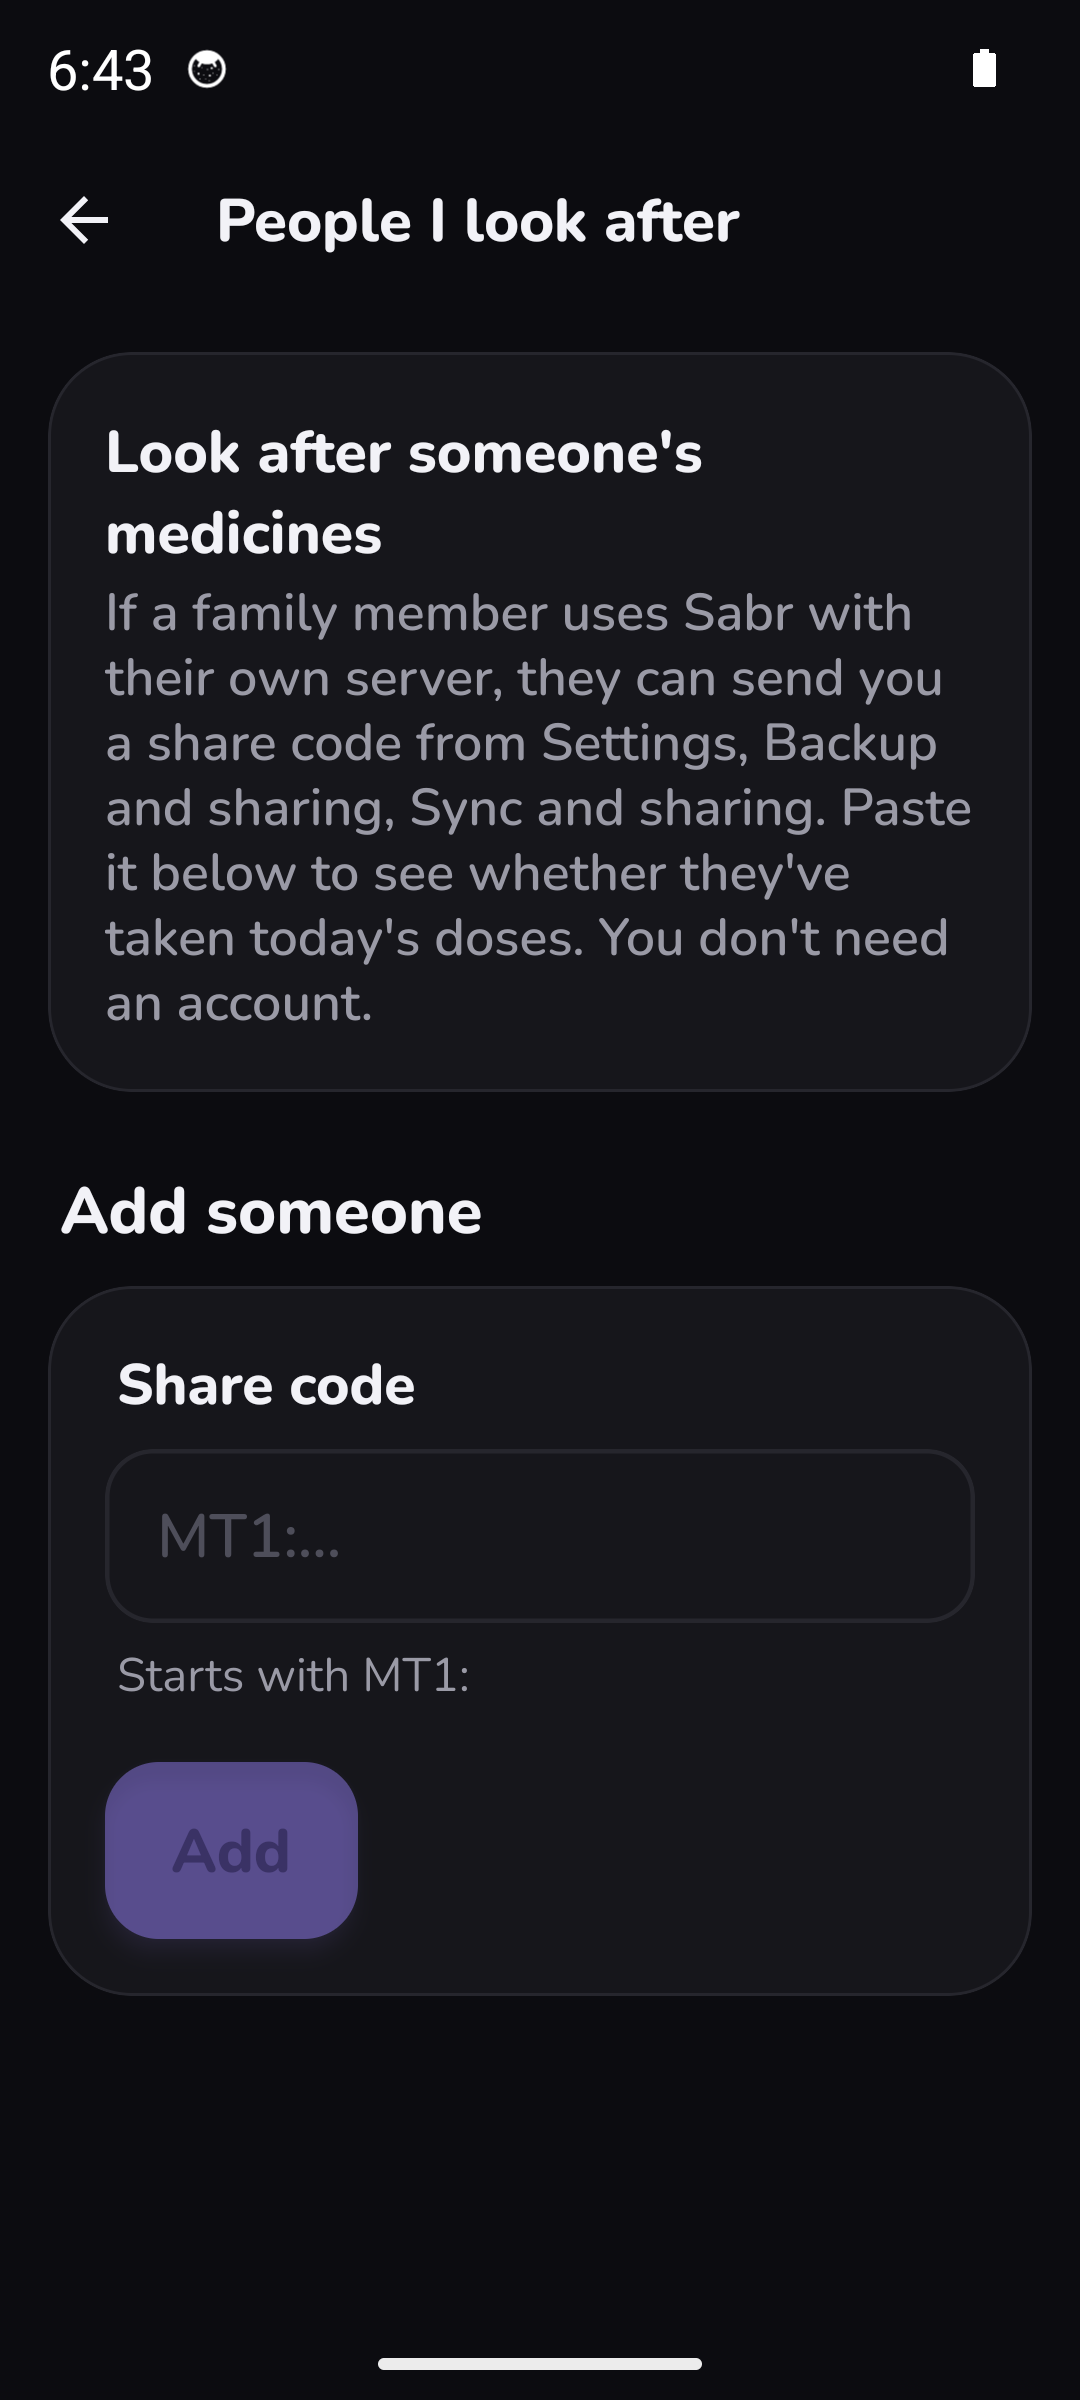 6:43
People I look after
Look after someone's
medicines
If a family member uses Sabr with
their own server, they can send you
a share code from Settings, Backup
and sharing, Sync and sharing. Paste
it below to see whether they've
taken today's doses. You don't need
an account.
Add someone
Share code
MT1:...
Starts with MT1:
Add